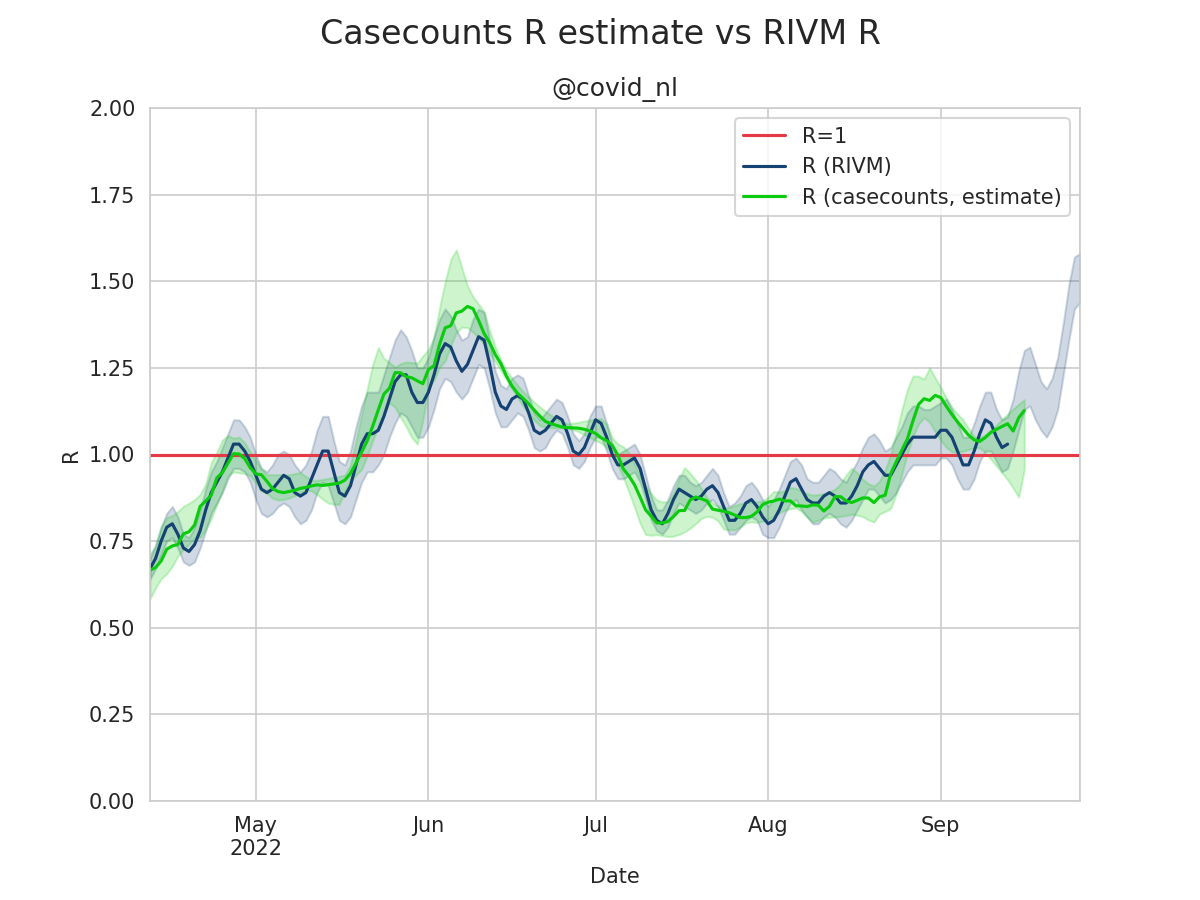 Casecounts R estimate vs RIVM R
@covid_nl
2.00
1.75
1.50
1.25
1.00
0.75
0.50
0.25
0.00
R
R=1
R (RIVM)
R (casecounts, estimate)
May Jun Jul Aug Sep
2022
Date